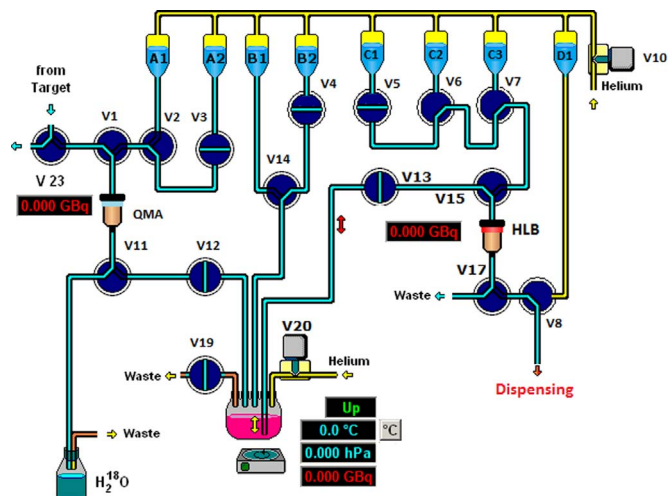 A1
A2
B1
B2
C1
C2
C3
D1
V10
Helium
from
Target
V1
V2
V3
V4
V5
V6
V7
V 23
0.000 GBq
QMA
V14
V13
V15
0.000 GBq
HLB
V11
V12
V17
Waste
V8
V19
V20
Waste
Helium
Dispensing
Up
0.0 °C
°C
0.000 hPa
0.000 GBq
Waste
H₂¹⁸O